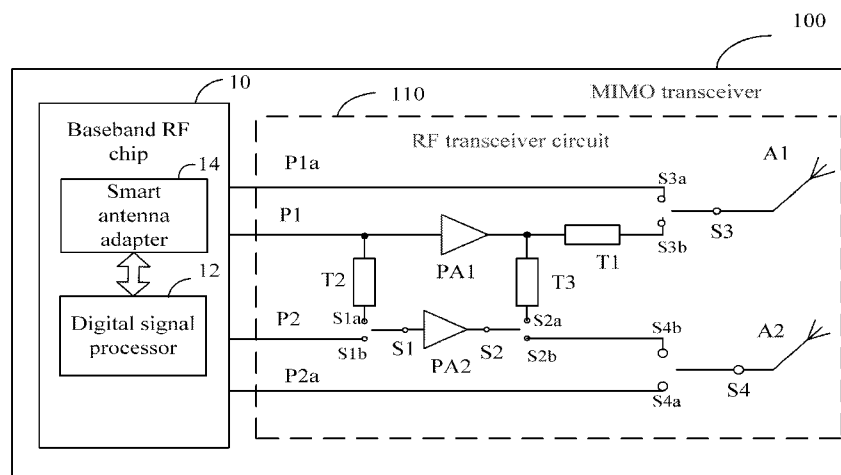 100
10
110
MIMO transceiver
Baseband RF
chip
RF transceiver circuit
14
P1a
S3a
A1
Smart
antenna
adapter
P1
S3
S3b
PA1
T1
T2
T3
12
Digital signal
processor
P2
S1a
S1b
S1
PA2
S2
S2a
S2b
S4b
A2
P2a
S4a
S4